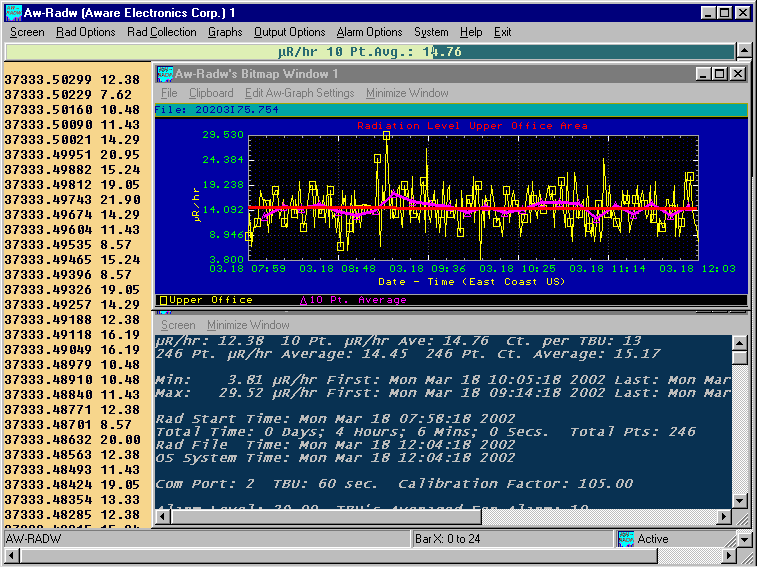 Aw-Radw (Aware Electronics Corp.) 1
Screen Rad Options Rad Collection Graphs Output Options Alarm Options System Help Exit
µR/hr 10 Pt.Avg.: 14.76
37333.50299 12.38
37333.50229 7.62
37333.50160 10.48
37333.50090 11.43
37333.50021 14.29
37333.49951 20.95
37333.49882 15.24
37333.49812 19.05
37333.49743 21.90
37333.49674 14.29
37333.49604 11.43
37333.49535 8.57
37333.49465 15.24
37333.49396 8.57
37333.49326 19.05
37333.49257 14.29
37333.49188 12.38
37333.49118 16.19
37333.49049 16.19
37333.48979 10.48
37333.48910 10.48
37333.48840 11.43
37333.48771 12.38
37333.48701 8.57
37333.48632 20.00
37333.48563 12.38
37333.48493 11.43
37333.48424 19.05
37333.48354 13.33
37333.48285 12.38
Aw-Radw's Bitmap Window 1
File Clipboard Edit Aw-Graph Settings Minimize Window
File: 20203I75.754
Radiation Level Upper Office Area
29.530
24.384
19.238
14.092
8.946
3.800
µR/hr
03.18 07:59 03.18 08:48 03.18 09:36 03.18 10:25 03.18 11:14 03.18 12:03
Date - Time (East Coast US)
Upper Office 10 Pt. Average
Screen Minimize Window
µR/hr: 12.38 10 Pt. µR/hr Ave: 14.76 Ct. per TBU: 13
246 Pt. µR/hr Average: 14.45 246 Pt. Ct. Average: 15.17
Min: 3.81 µR/hr First: Mon Mar 18 10:05:18 2002 Last: Mon Mar
Max: 29.52 µR/hr First: Mon Mar 18 09:14:18 2002 Last: Mon Mar
Rad Start Time: Mon Mar 18 07:58:18 2002
Total Time: 0 Days; 4 Hours; 6 Mins; 0 Secs. Total Pts: 246
Rad File Time: Mon Mar 18 12:04:18 2002
OS System Time: Mon Mar 18 12:04:18 2002
Com Port: 2 TBU: 60 sec. Calibration Factor: 105.00
AW-RADW
Bar X: 0 to 24
Active